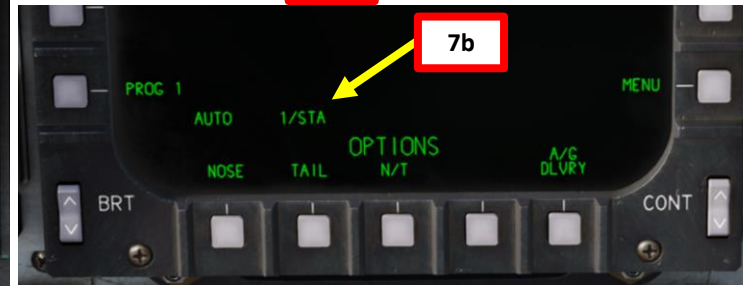 7b
PROG 1
MENU
AUTO 1/STA
OPTIONS
NOSE TAIL N/T A/G
DLVRY
BRT
CONT